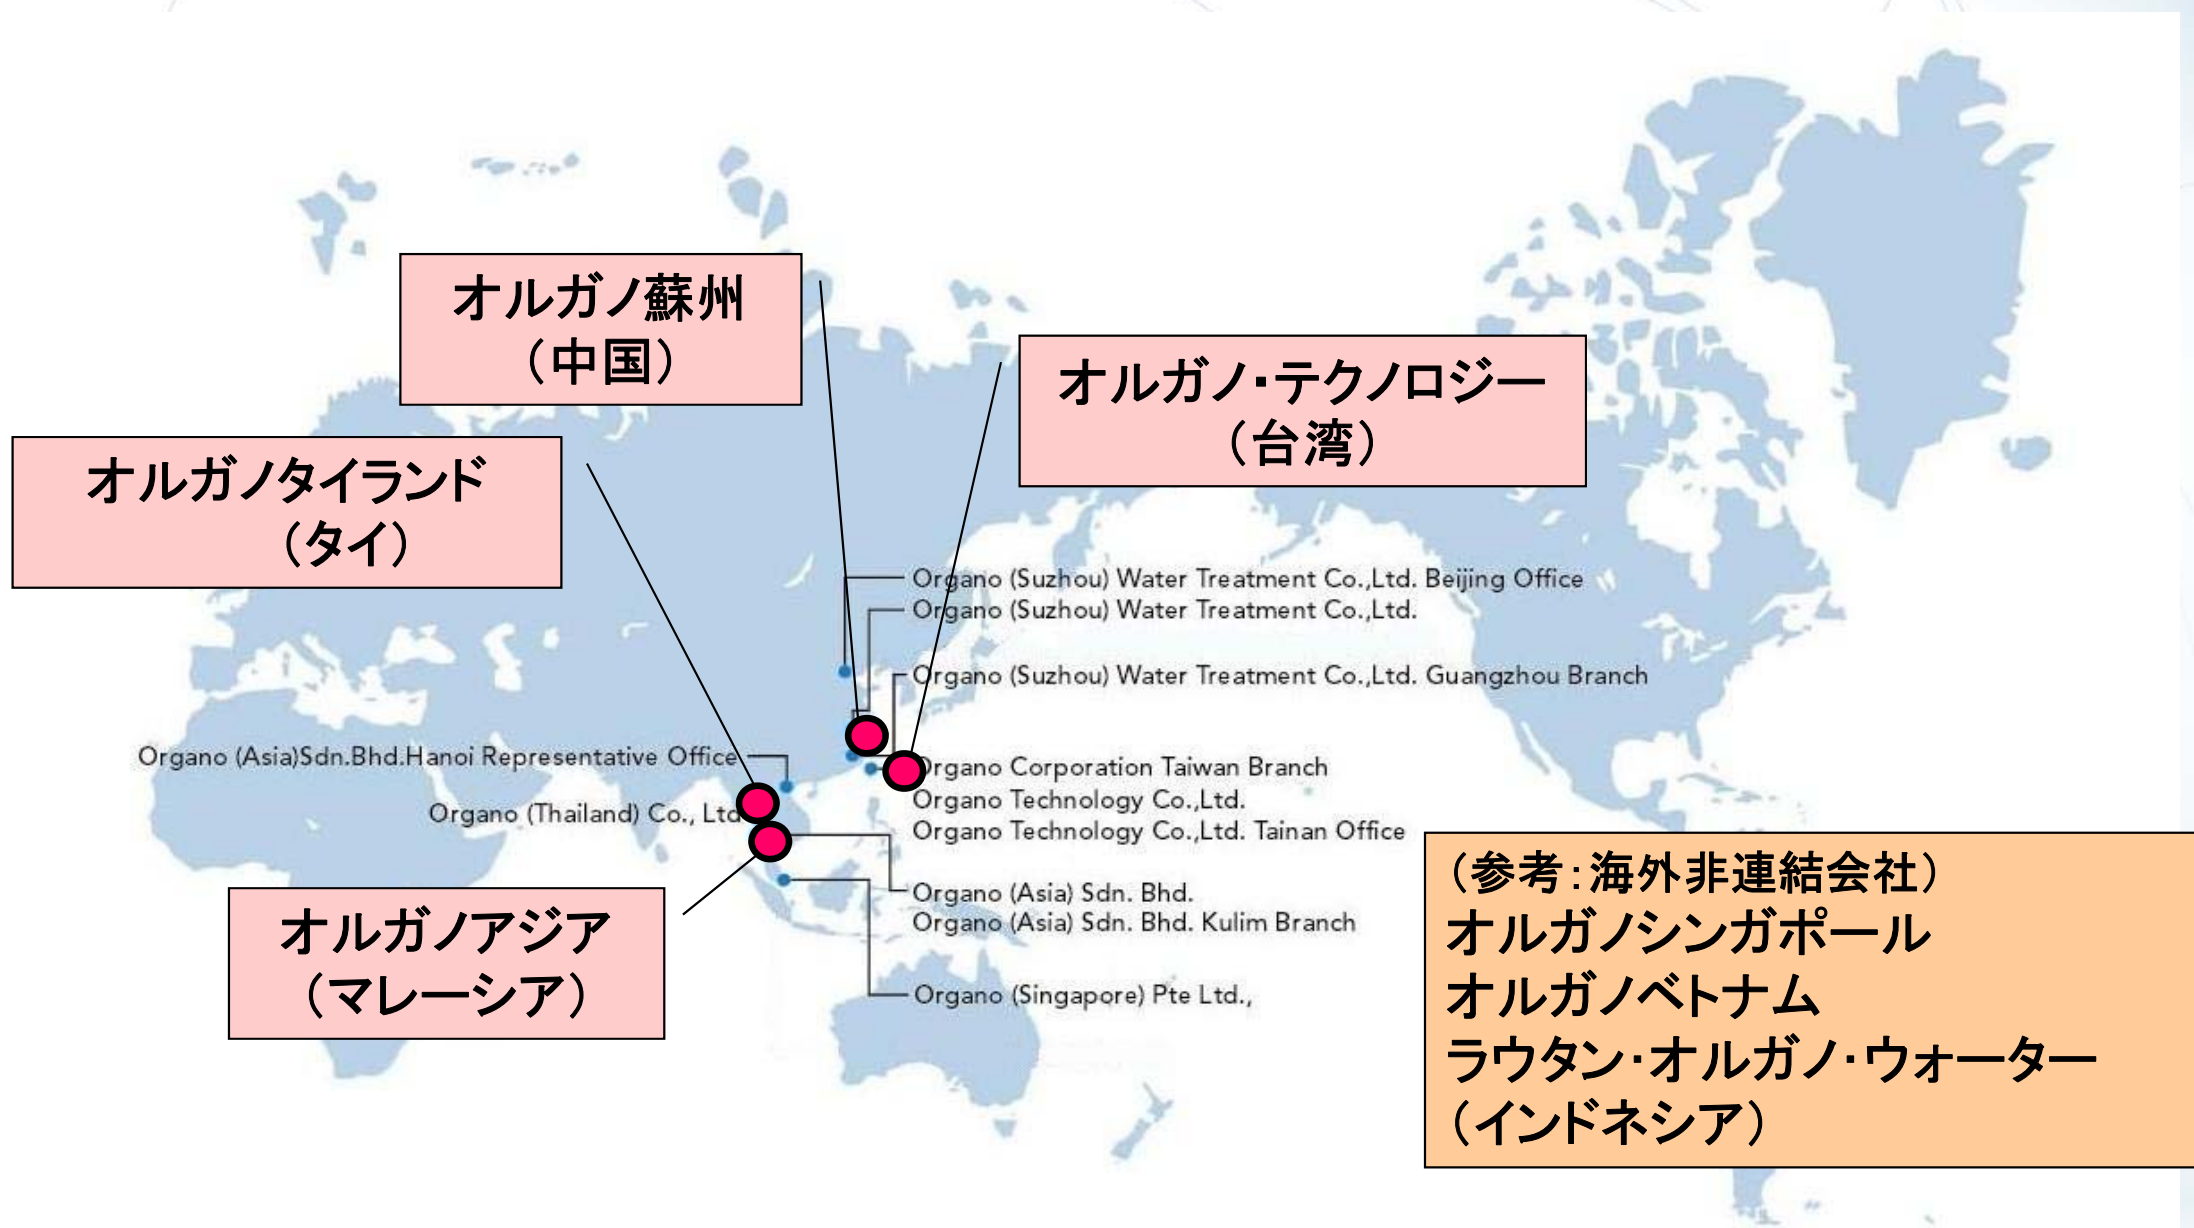 オルガノ蘇州
（中国）
オルガノ・テクノロジー
（台湾）
オルガノタイランド
（タイ）
Organo (Suzhou) Water Treatment Co.,Ltd. Beijing Office
Organo (Suzhou) Water Treatment Co.,Ltd.
Organo (Suzhou) Water Treatment Co.,Ltd. Guangzhou Branch
Organo (Asia)Sdn.Bhd.Hanoi Representative Office
Organo Corporation Taiwan Branch
Organo (Thailand) Co., Ltd
Organo Technology Co.,Ltd.
Organo Technology Co.,Ltd. Tainan Office
Organo (Asia) Sdn. Bhd.
Organo (Asia) Sdn. Bhd. Kulim Branch
Organo (Singapore) Pte Ltd.,
オルガノアジア
（マレーシア）
（参考：海外非連結会社）
オルガノシンガポール
オルガノベトナム
ラウタン・オルガノ・ウォーター
（インドネシア）